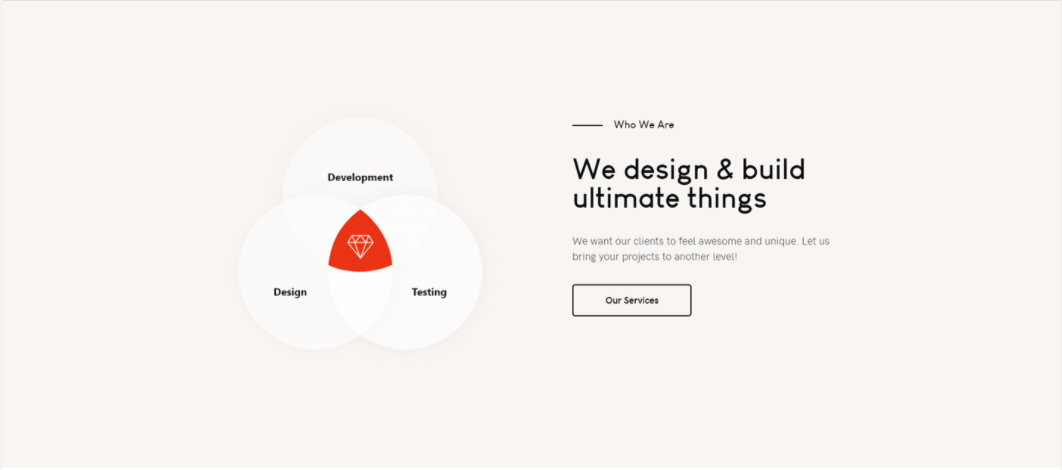 Development
Design
Testing
Who We Are
We design & build
ultimate things
We want our clients to feel awesome and unique. Let us
bring your projects to another level!
Our Services